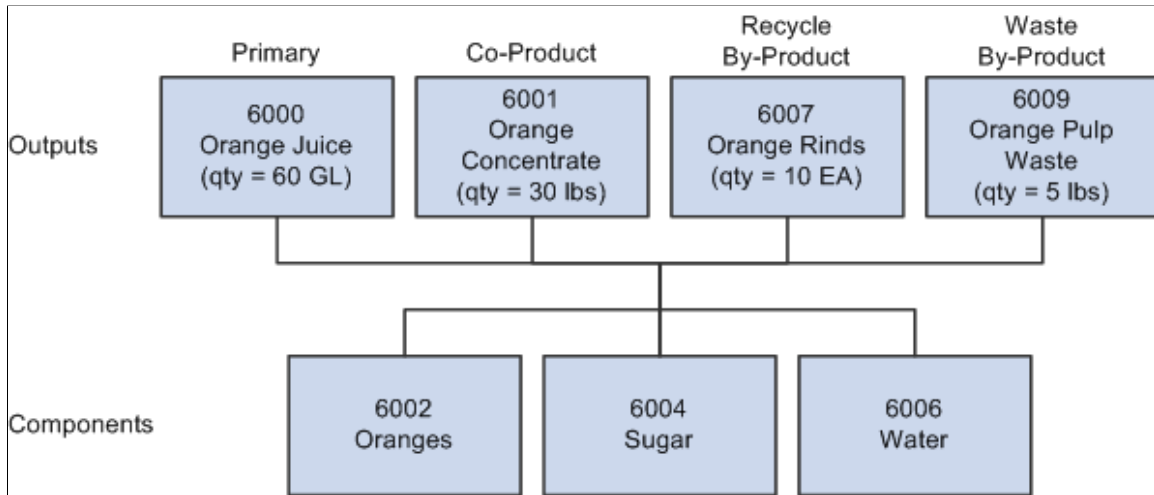 Primary
Co-Product
Recycle
By-Product
Waste
By-Product
Outputs
6000
Orange Juice
(qty = 60 GL)
6001
Orange
Concentrate
(qty = 30 lbs)
6007
Orange Rinds
(qty = 10 EA)
6009
Orange Pulp
Waste
(qty = 5 lbs)
Components
6002
Oranges
6004
Sugar
6006
Water